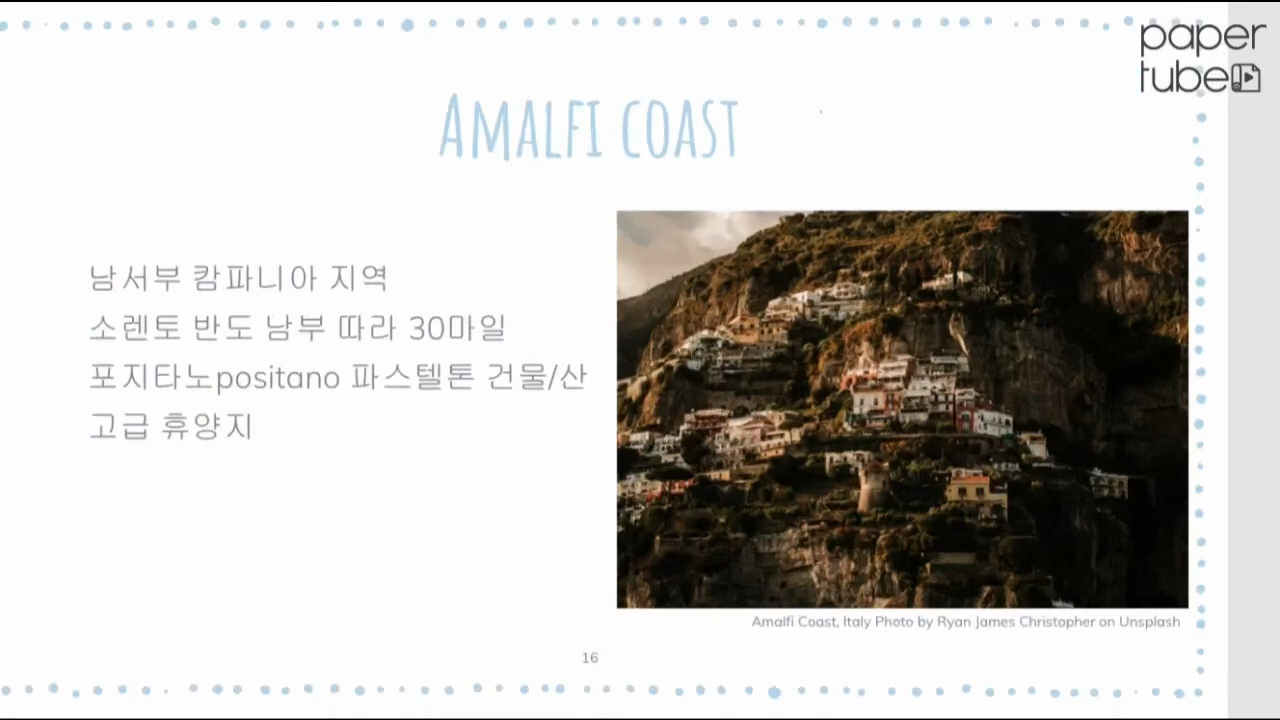 paper
tube
AMALFI COAST
남서부 캄파니아 지역
소렌토 반도 남부 따라 30마일
포지타노positano 파스텔톤 건물/산
고급 휴양지
Amalfi Coast, Italy Photo by Ryan James Christopher on Unsplash
16